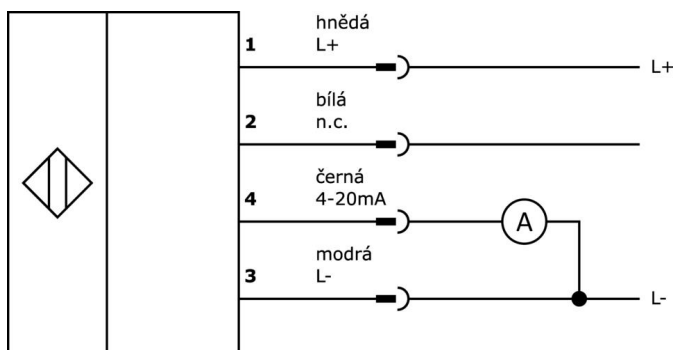 hnědá
1 L+
L+
bílá
2 n.c.
černá
4 4-20mA
A
modrá
3 L-
L-